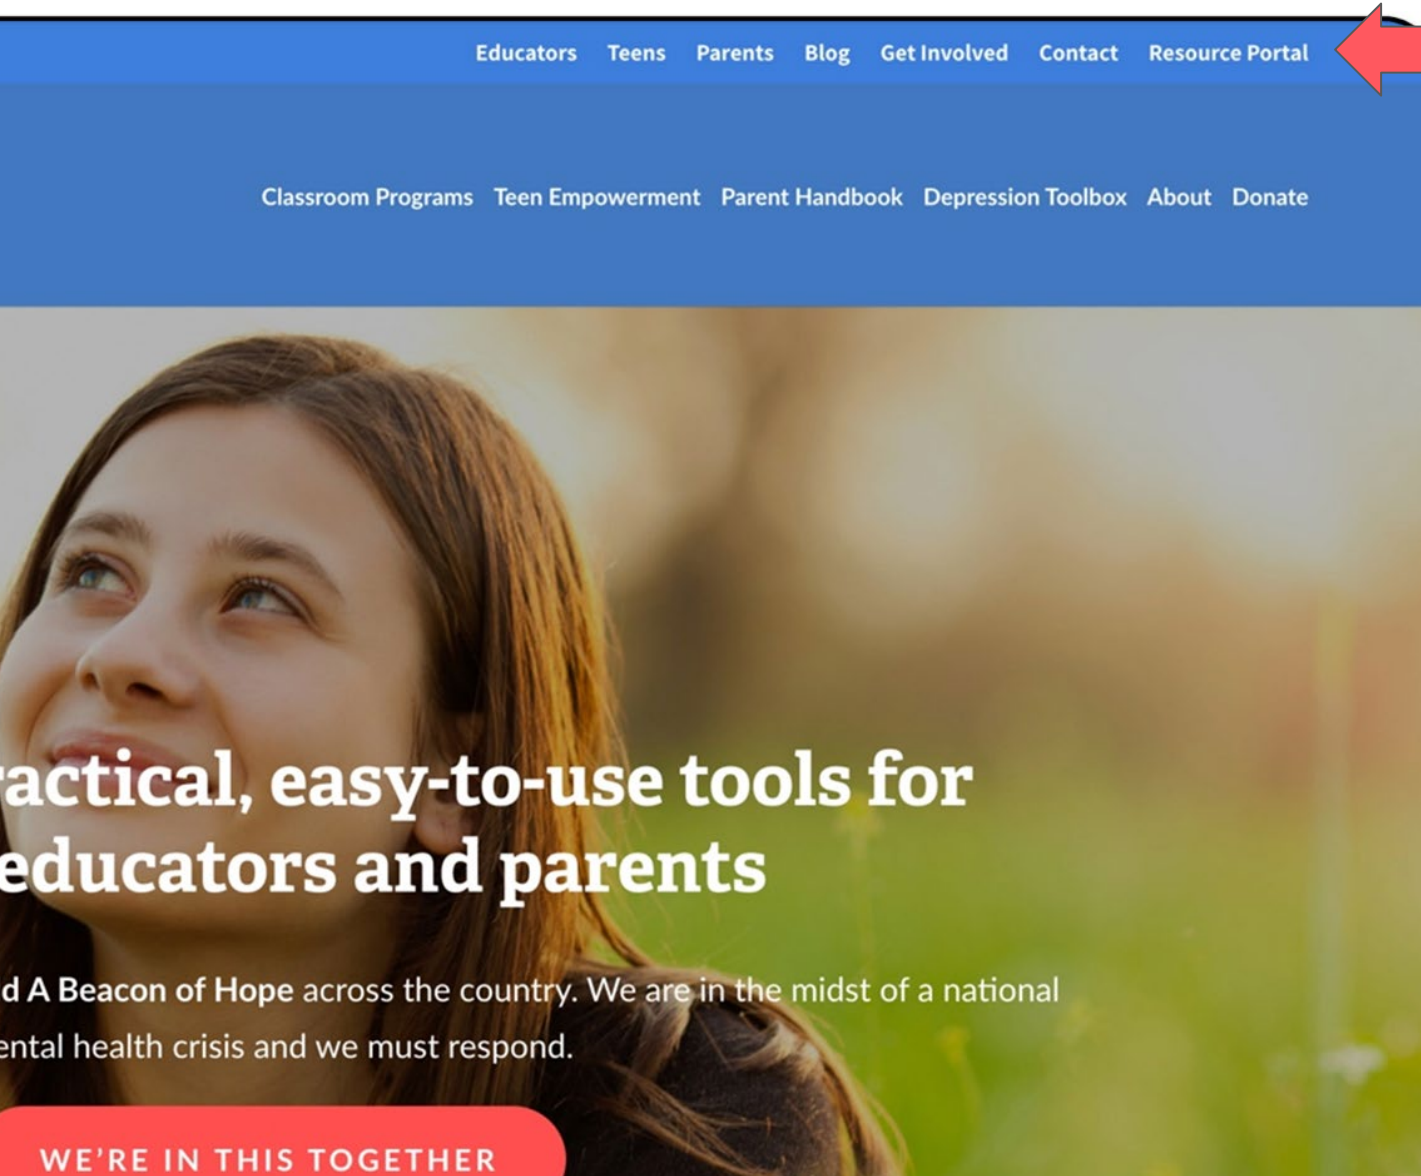 Educators Teens Parents Blog Get Involved Contact Resource Portal
Classroom Programs Teen Empowerment Parent Handbook Depression Toolbox About Donate
ractical, easy-to-use tools for
educators and parents
d A Beacon of Hope across the country. We are in the midst of a national
ental health crisis and we must respond.
WE’RE IN THIS TOGETHER